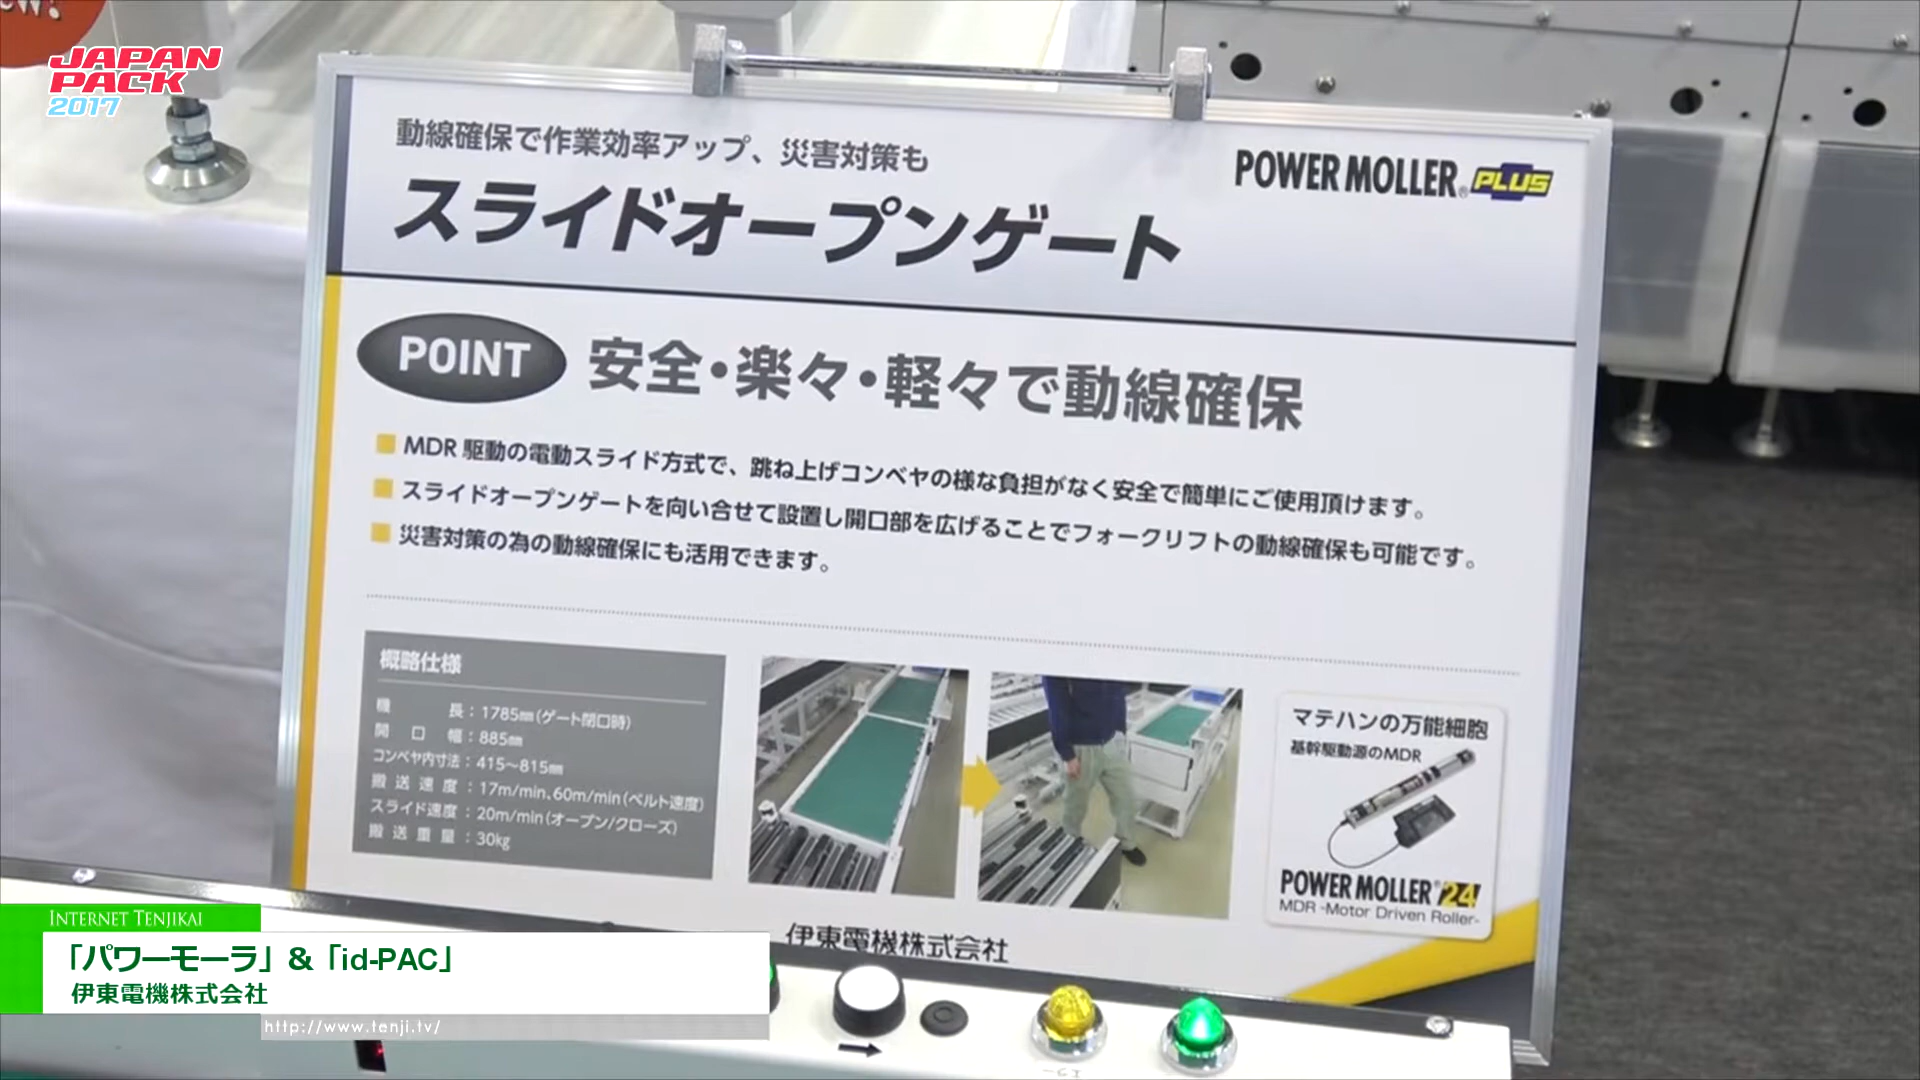 JAPAN
PACK
2017
動線確保で作業効率アップ、災害対策も
スライドオープンゲート
POWER MOLLER® PLUS
POINT 安全・楽々・軽々で動線確保
MDR 駆動の電動スライド方式で、跳ね上げコンベヤの様な負担がなく安全で簡単にご使用頂けます。
スライドオープンゲートを向い合せて設置し開口部を広げることでフォークリフトの動線確保も可能です。
災害対策の為の動線確保にも活用できます。
概略仕様
機長:1785㎜(ゲート閉口時)
開口幅:885㎜
コンベヤ内寸法:415～815㎜
搬送速度:17m/min、60m/min(ベルト速度)
スライド速度:20m/min(オープン/クローズ)
搬送重量:30kg
マテハンの万能細胞
基幹駆動源のMDR
POWER MOLLER® 24
MDR -Motor Driven Roller-
伊東電機株式会社
INTERNET TENJIKAI
「パワーモーラ」&「id-PAC」
伊東電機株式会社
http://www.tenji.tv/